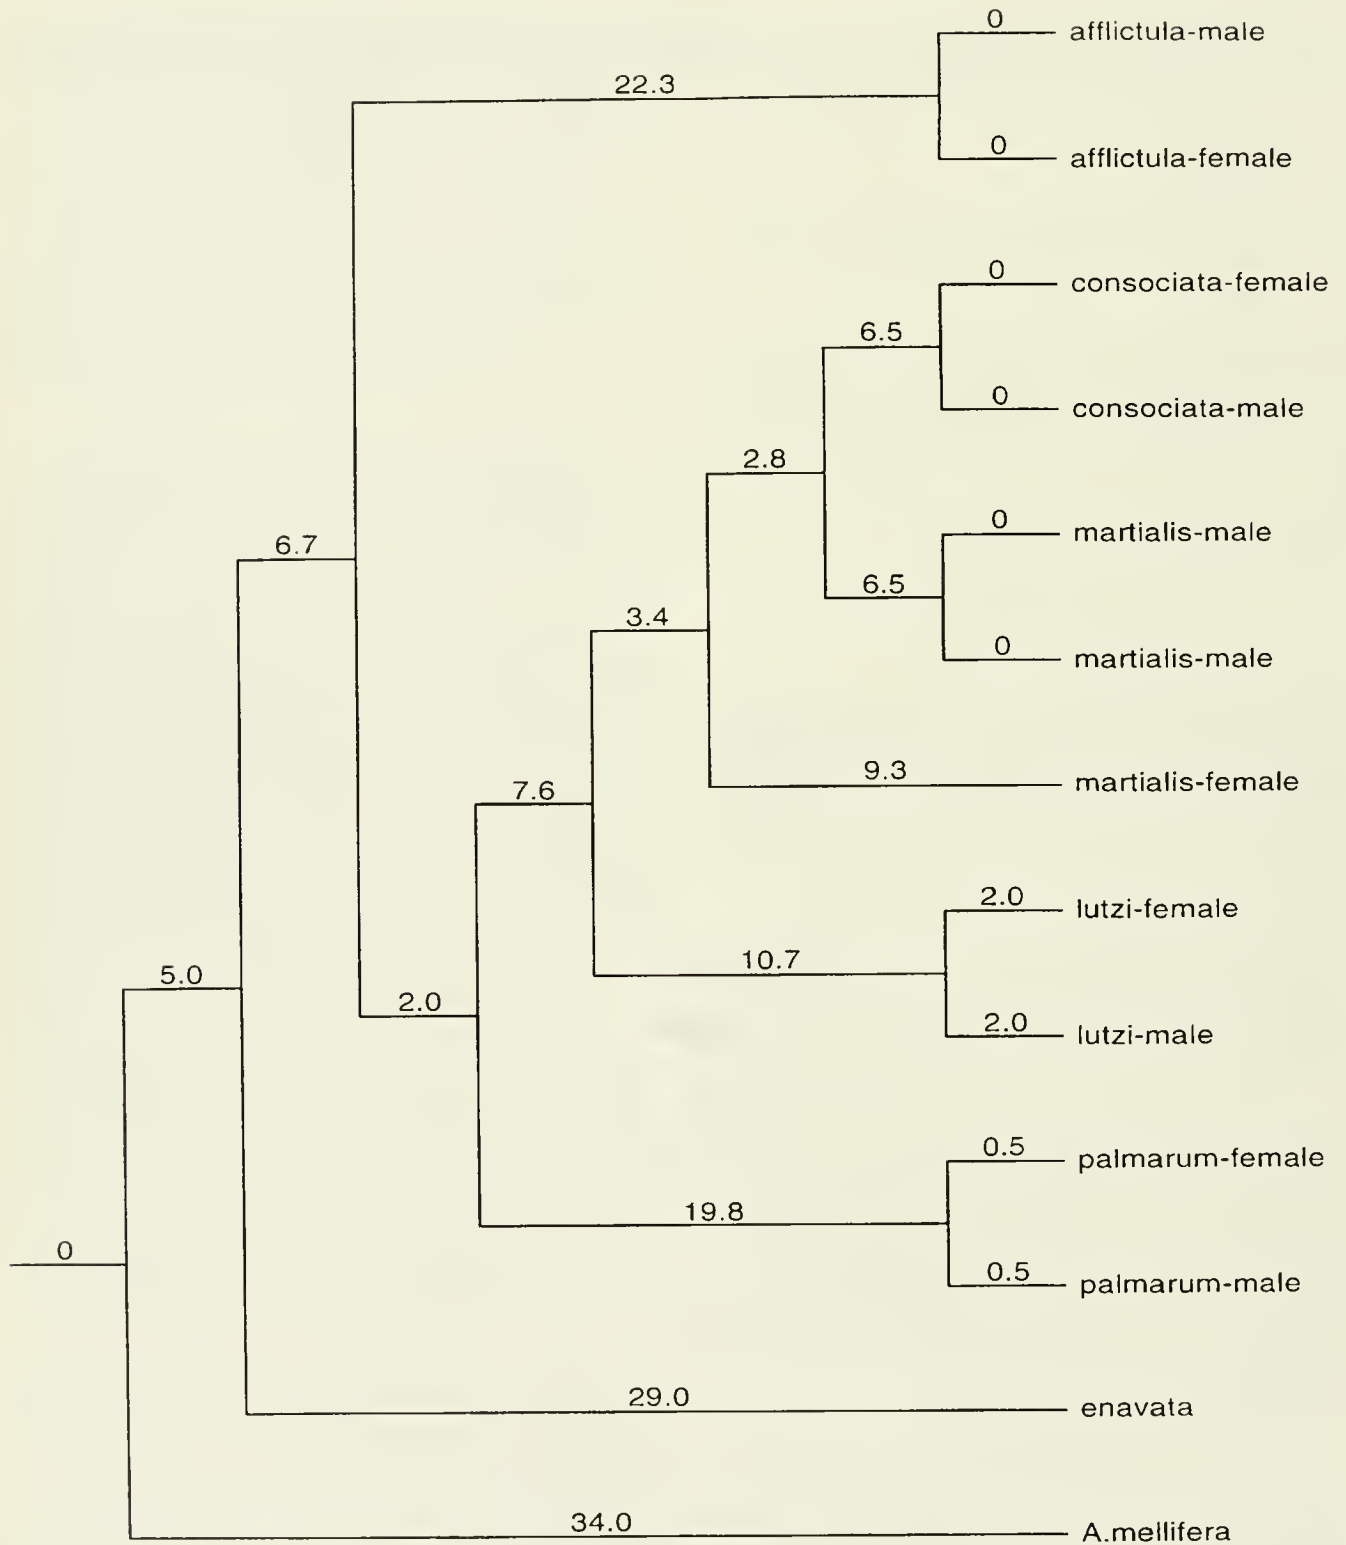 0
afflictula-male
22.3
0
afflictula-female
0
consociata-female
6.5
0
consociata-male
2.8
0
martialis-male
6.7
6.5
3.4
0
martialis-male
9.3
martialis-female
7.6
2.0
lutzi-female
10.7
5.0
2.0
2.0
lutzi-male
0.5
palmarum-female
19.8
0
0.5
palmarum-male
29.0
enavata
34.0
A.mellifera